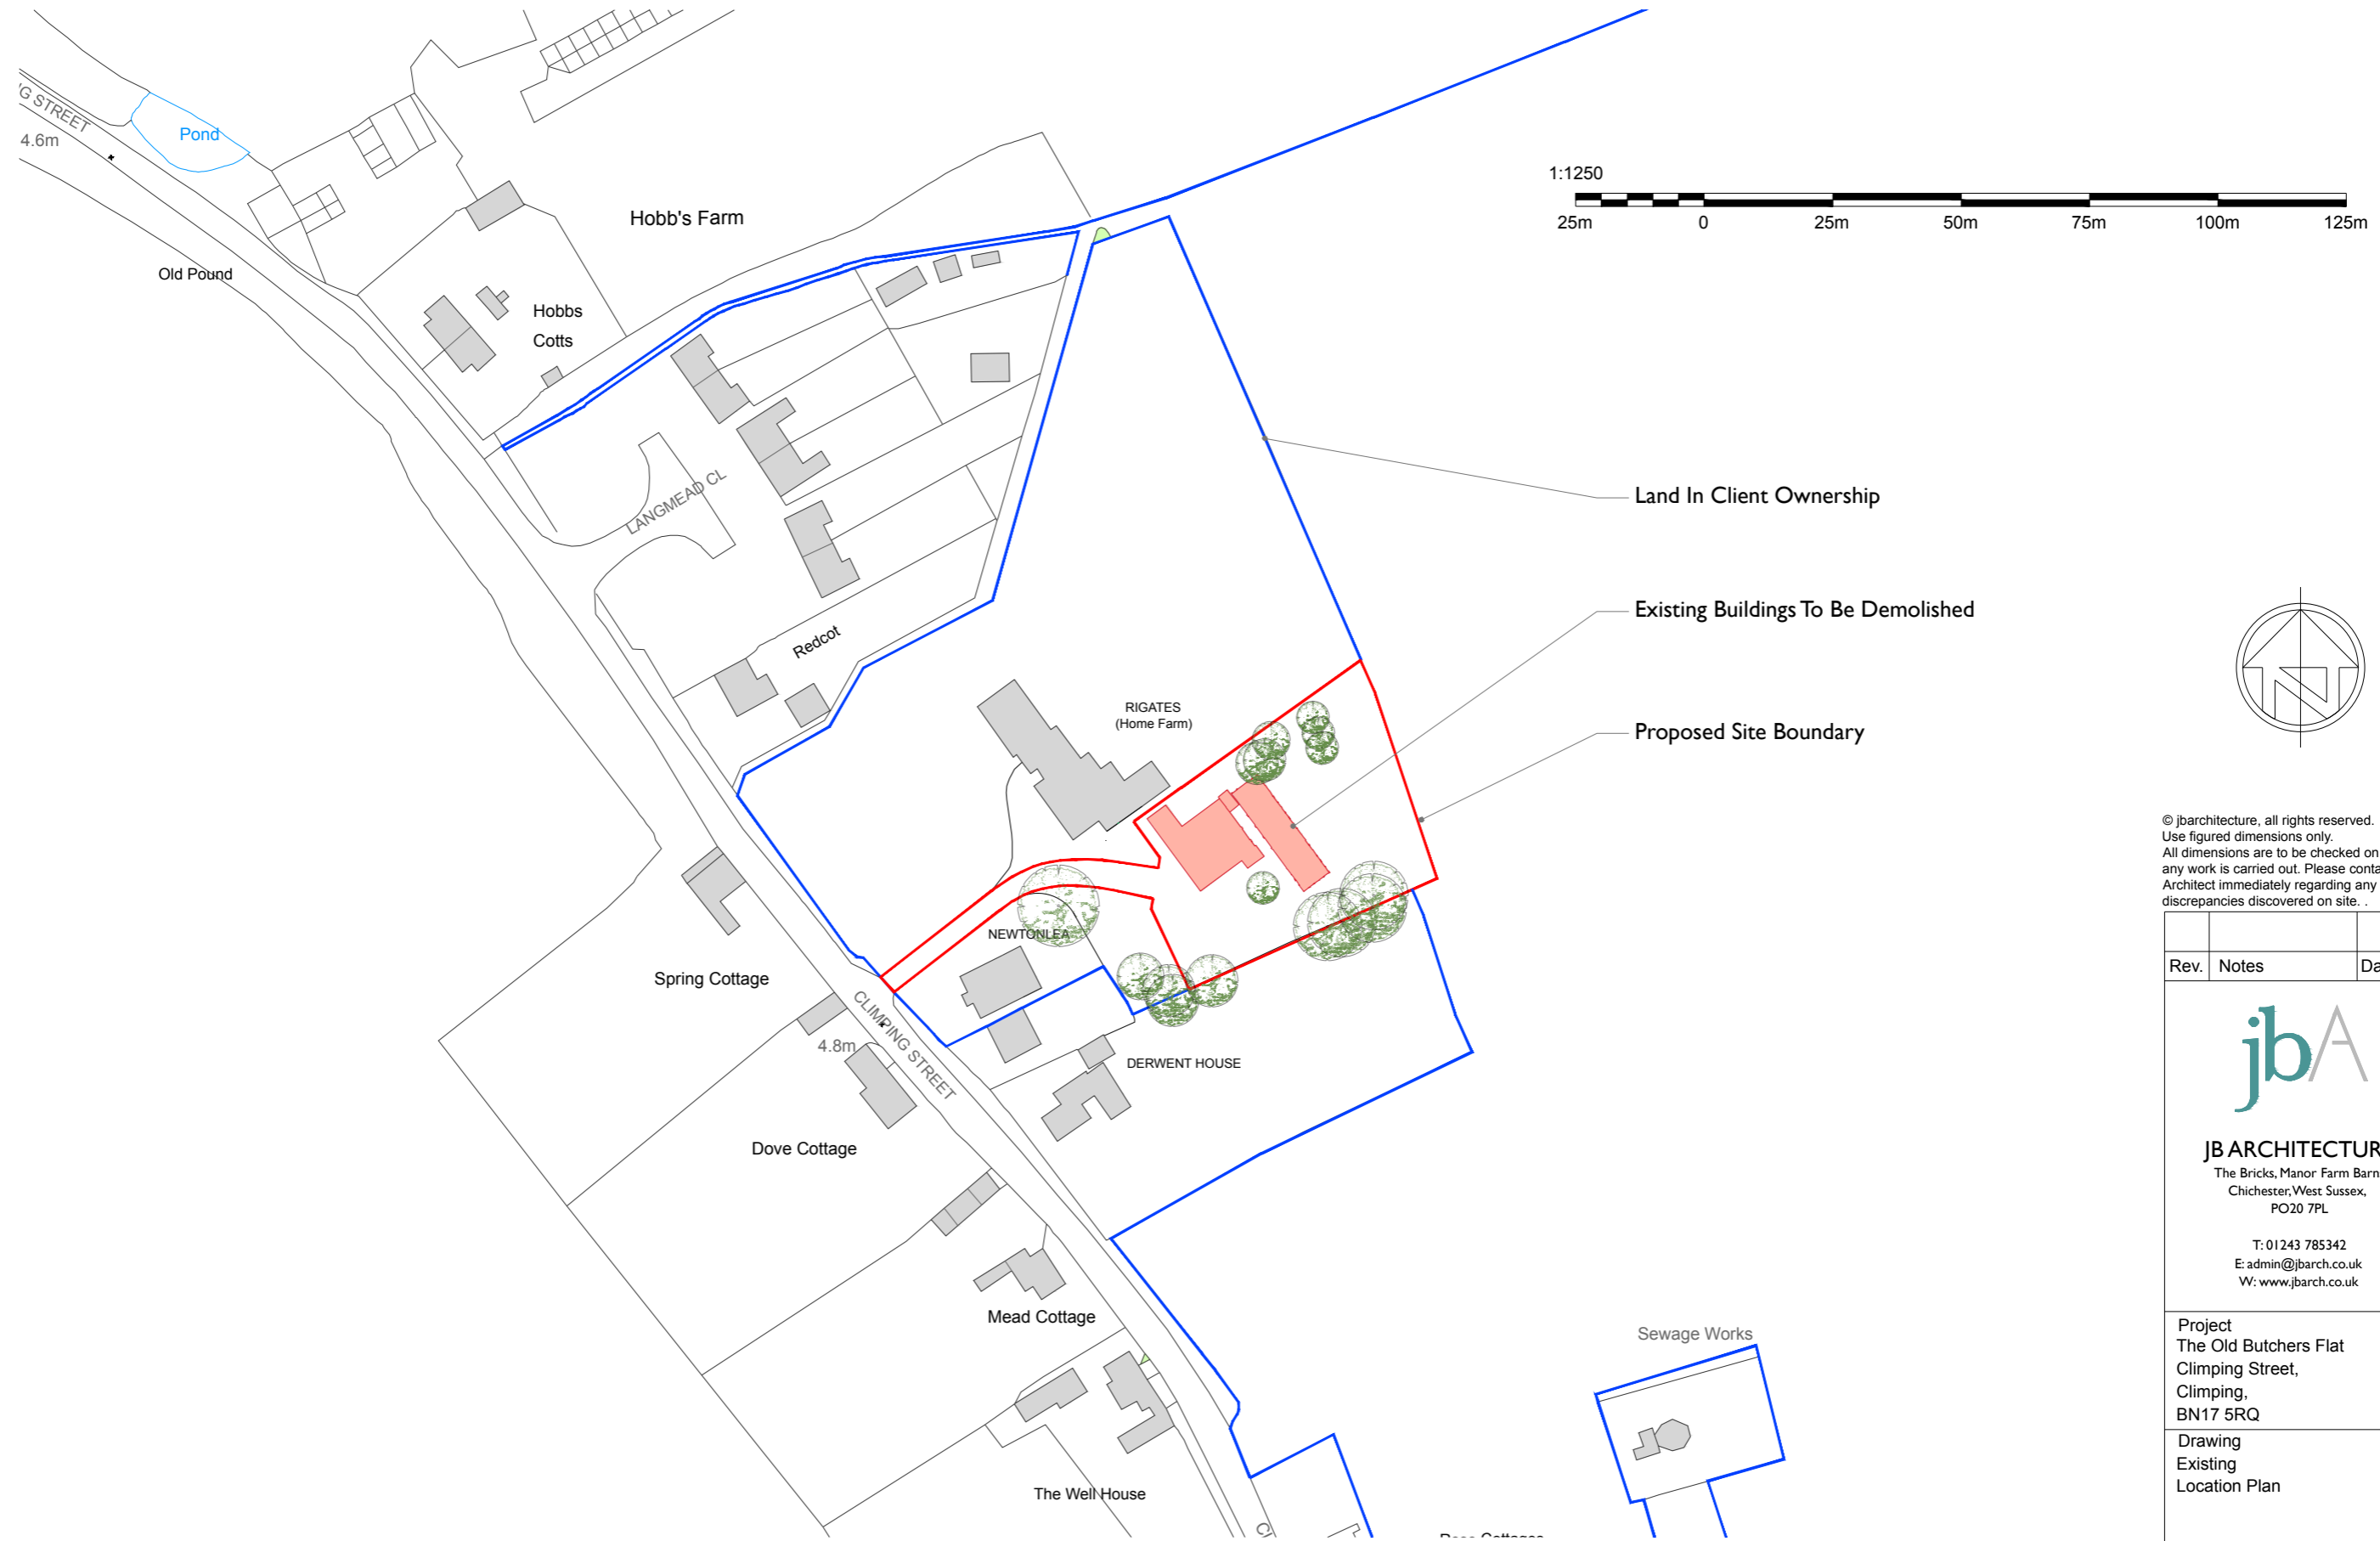 G STREET
4.6m
Pond
Old Pound
Hobb's Farm
Hobbs
Cotts
LANGMEAD CL
Redcot
1:1250
25m 0 25m 50m 75m 100m 125m
Land In Client Ownership
Existing Buildings To Be Demolished
Proposed Site Boundary
RIGATES
(Home Farm)
NEWTONLEA
Spring Cottage
CLIMPING STREET
4.8m
DERWENT HOUSE
Dove Cottage
Mead Cottage
The Well House
Sewage Works
N
© jbarchitecture, all rights reserved.
Use figured dimensions only.
All dimensions are to be checked on
any work is carried out. Please conta
Architect immediately regarding any
discrepancies discovered on site. .
Rev. Notes Da
jbA
JB ARCHITECTUR
The Bricks, Manor Farm Barn
Chichester, West Sussex,
PO20 7PL
T: 01243 785342
E: admin@jbarch.co.uk
W: www.jbarch.co.uk
Project
The Old Butchers Flat
Climping Street,
Climping,
BN17 5RQ
Drawing
Existing
Location Plan